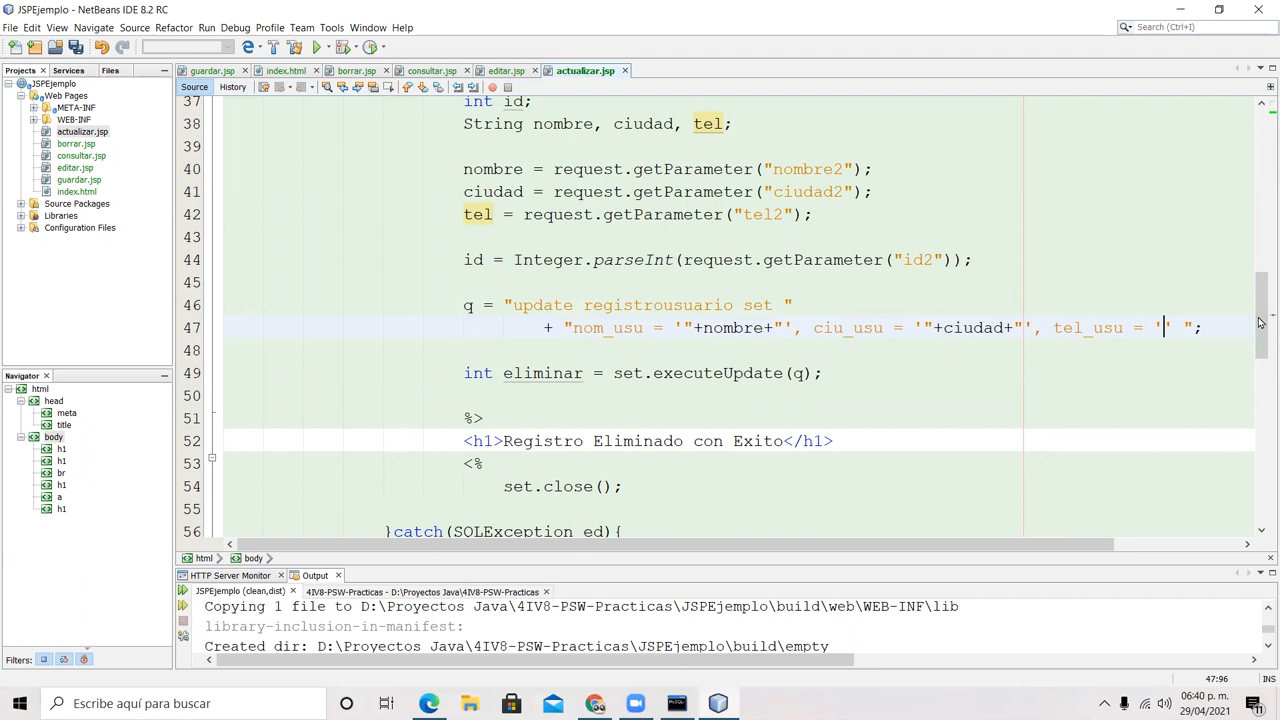 JSPEjemplo - NetBeans IDE 8.2 RC
File Edit View Navigate Source Refactor Run Debug Profile Team Tools Window Help
Search (Ctrl+I)
Projects Services Files
guardar.jsp index.html borrar.jsp consultar.jsp editar.jsp actualizar.jsp
Source History
JSPEjemplo
Web Pages
META-INF
WEB-INF
actualizar.jsp
borrar.jsp
consultar.jsp
editar.jsp
guardar.jsp
index.html
Source Packages
Libraries
Configuration Files
Navigator
html
head
meta
title
body
h1
h1
br
h1
a
h1
Filters:
37 int id;
38 String nombre, ciudad, tel;
39
40 nombre = request.getParameter("nombre2");
41 ciudad = request.getParameter("ciudad2");
42 tel = request.getParameter("tel2");
43
44 id = Integer.parseInt(request.getParameter("id2"));
45
46 q = "update registrousuario set "
47 + "nom_usu = '"+nombre+"', ciu_usu = '"+ciudad+"', tel_usu = '' ";
48
49 int eliminar = set.executeUpdate(q);
50
51 %>
52 <h1>Registro Eliminado con Exito</h1>
53 <%
54 set.close();
55
56 }catch(SQLException ed){
html body
HTTP Server Monitor Output
JSPEjemplo (clean,dist) 4IV8-PSW-Practicas - D:\Proyectos Java\4IV8-PSW-Practicas
Copying 1 file to D:\Proyectos Java\4IV8-PSW-Practicas\JSPEjemplo\build\web\WEB-INF\lib
library-inclusion-in-manifest:
Created dir: D:\Proyectos Java\4IV8-PSW-Practicas\JSPEjemplo\build\empty
47:96 INS
Escribe aquí para buscar
06:40 p. m.
29/04/2021
11